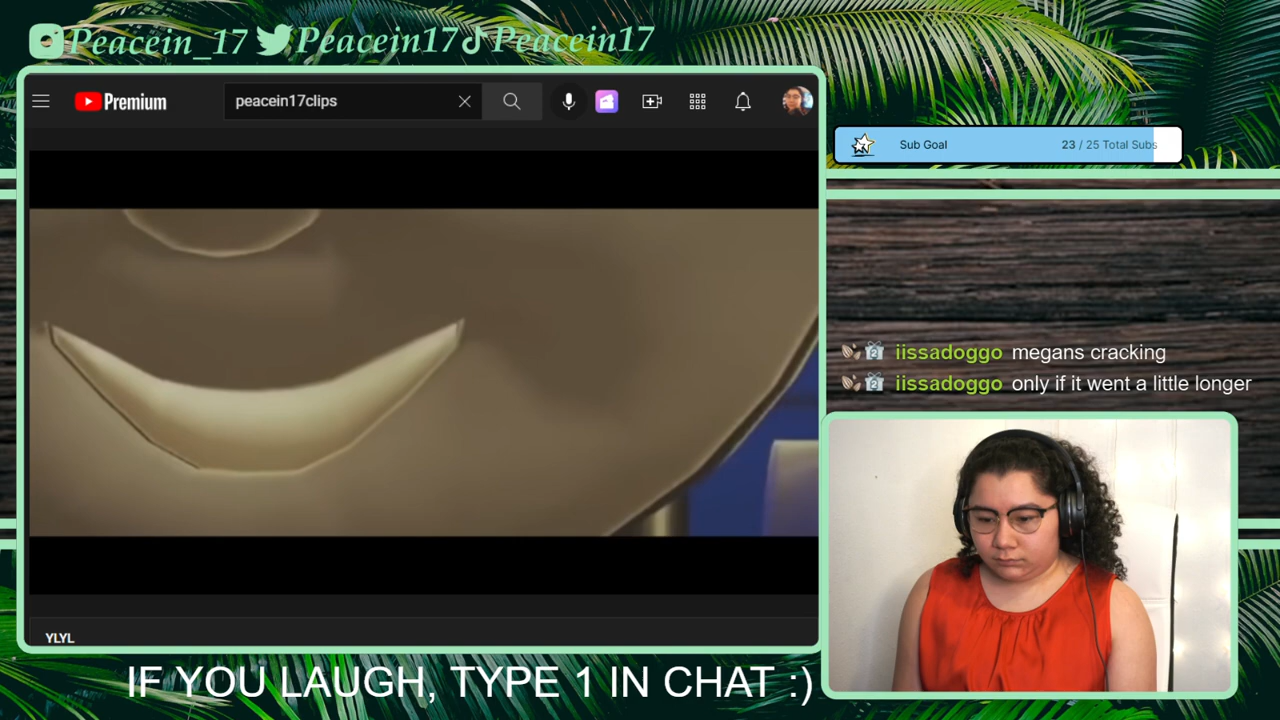 Peacein_17 Peacein17 Peacein17
Premium
peacein17clips
Sub Goal 23 / 25 Total Subs
iissadoggo megans cracking
iissadoggo only if it went a little longer
YLYL
IF YOU LAUGH, TYPE 1 IN CHAT :)